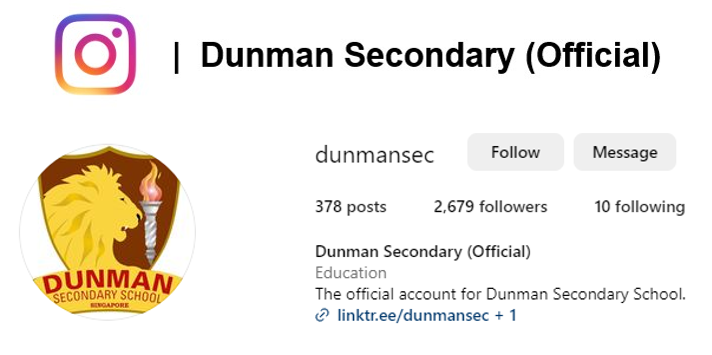 | Dunman Secondary (Official)
dunmansec Follow Message
378 posts 2,679 followers 10 following
Dunman Secondary (Official)
Education
The official account for Dunman Secondary School.
linktr.ee/dunmansec + 1
DUNMAN
SECONDARY SCHOOL
SINGAPORE